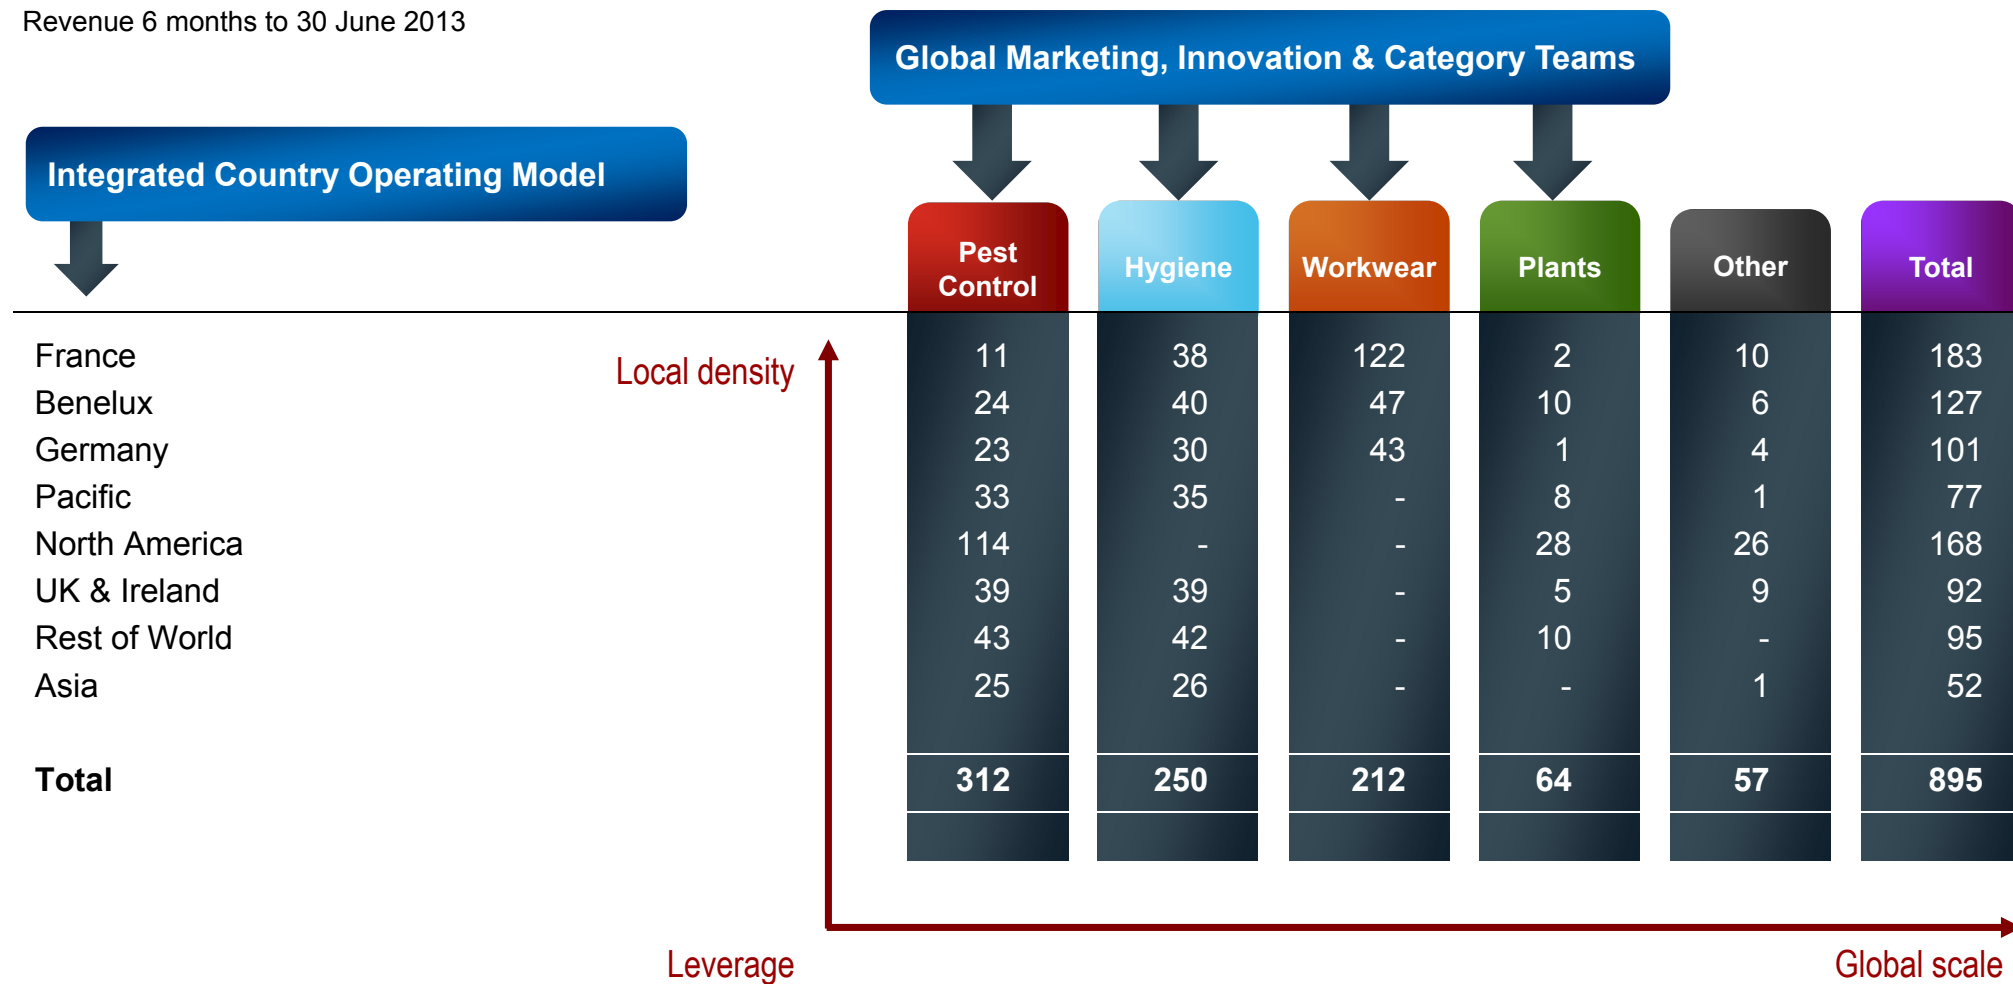 Revenue 6 months to 30 June 2013
Global Marketing, Innovation & Category Teams
Integrated Country Operating Model
Pest
Control
Hygiene
Workwear
Plants
Other
Total
Local density
France 11 38 122 2 10 183
Benelux 24 40 47 10 6 127
Germany 23 30 43 1 4 101
Pacific 33 35 - 8 1 77
North America 114 - - 28 26 168
UK & Ireland 39 39 - 5 9 92
Rest of World 43 42 - 10 - 95
Asia 25 26 - - 1 52
Total 312 250 212 64 57 895
Leverage
Global scale